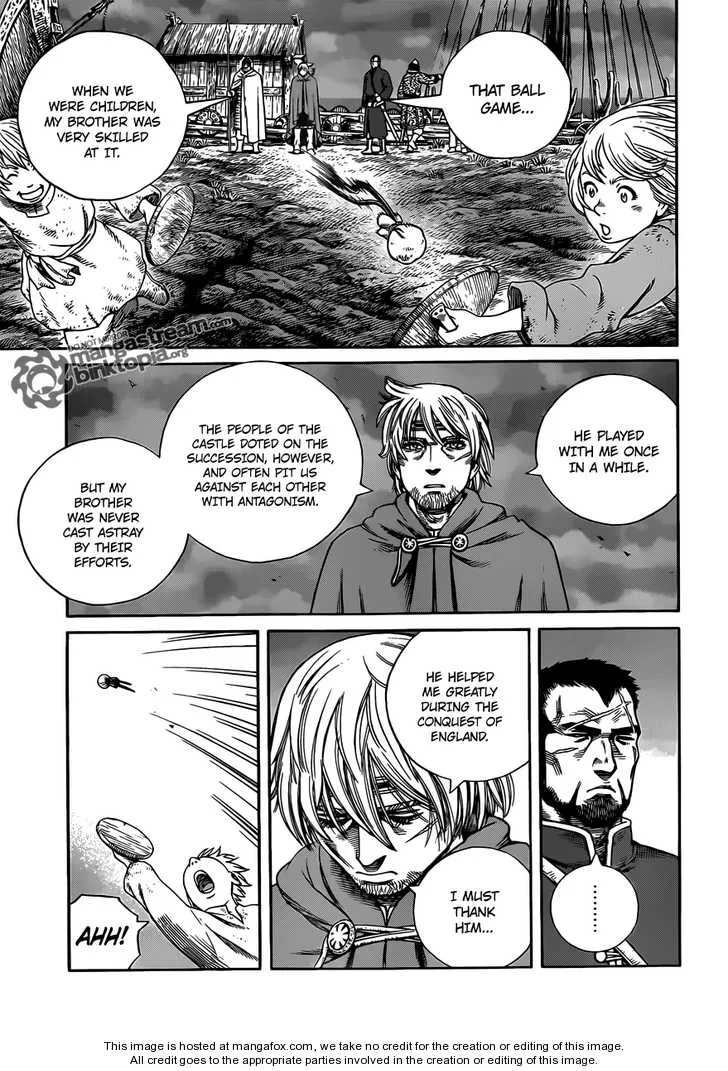 THAT BALL
GAME...
WHEN WE
WERE CHILDREN,
MY BROTHER WAS
VERY SKILLED
AT IT.
HE PLAYED
WITH ME ONCE
IN A WHILE.
THE PEOPLE OF THE
CASTLE DOTED ON THE
SUCCESSION, HOWEVER,
AND OFTEN PIT US
AGAINST EACH OTHER
WITH ANTAGONISM.
BUT MY
BROTHER
WAS NEVER
CAST ASTRAY
BY THEIR
EFFORTS.
.......
HE HELPED
ME GREATLY
DURING THE
CONQUEST OF
ENGLAND.
I MUST
THANK
HIM...
AHH!
mangastream.com
binktopia.org
This image is hosted at mangafox.com, we take no credit for the creation or editing of this image.
All credit goes to the appropriate parties involved in the creation or editing of this image.